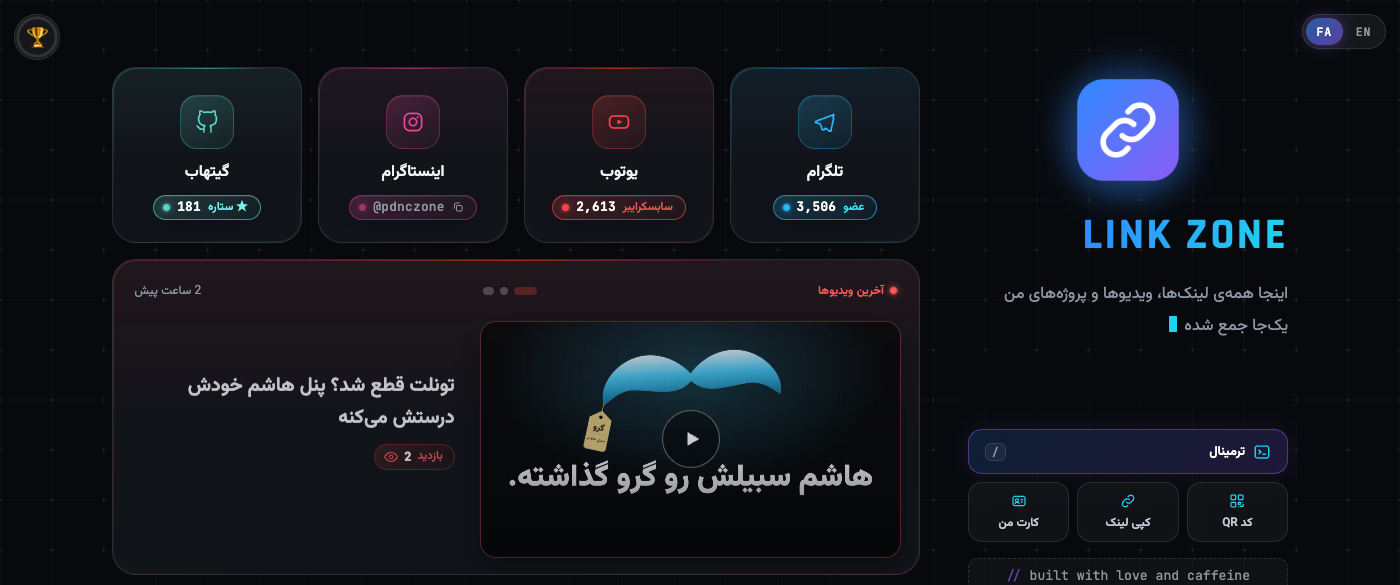 FA EN
LINK ZONE
اینجا همه‌ی لینک‌ها، ویدیوها و پروژه‌های من
یک‌جا جمع شده
ترمینال /
کد QR
کپی لینک
کارت من
// built with love and caffeine
تلگرام
3,506 عضو
یوتوب
2,613 سابسکرایبر
اینستاگرام
@pdnczone
گیتهاب
181 ستاره ★
آخرین ویدیوها
2 ساعت پیش
گرو
هاشم سبیلش رو گرو گذاشته.
تونلت قطع شد؟ پنل هاشم خودش
درستش می‌کنه
2 بازدید